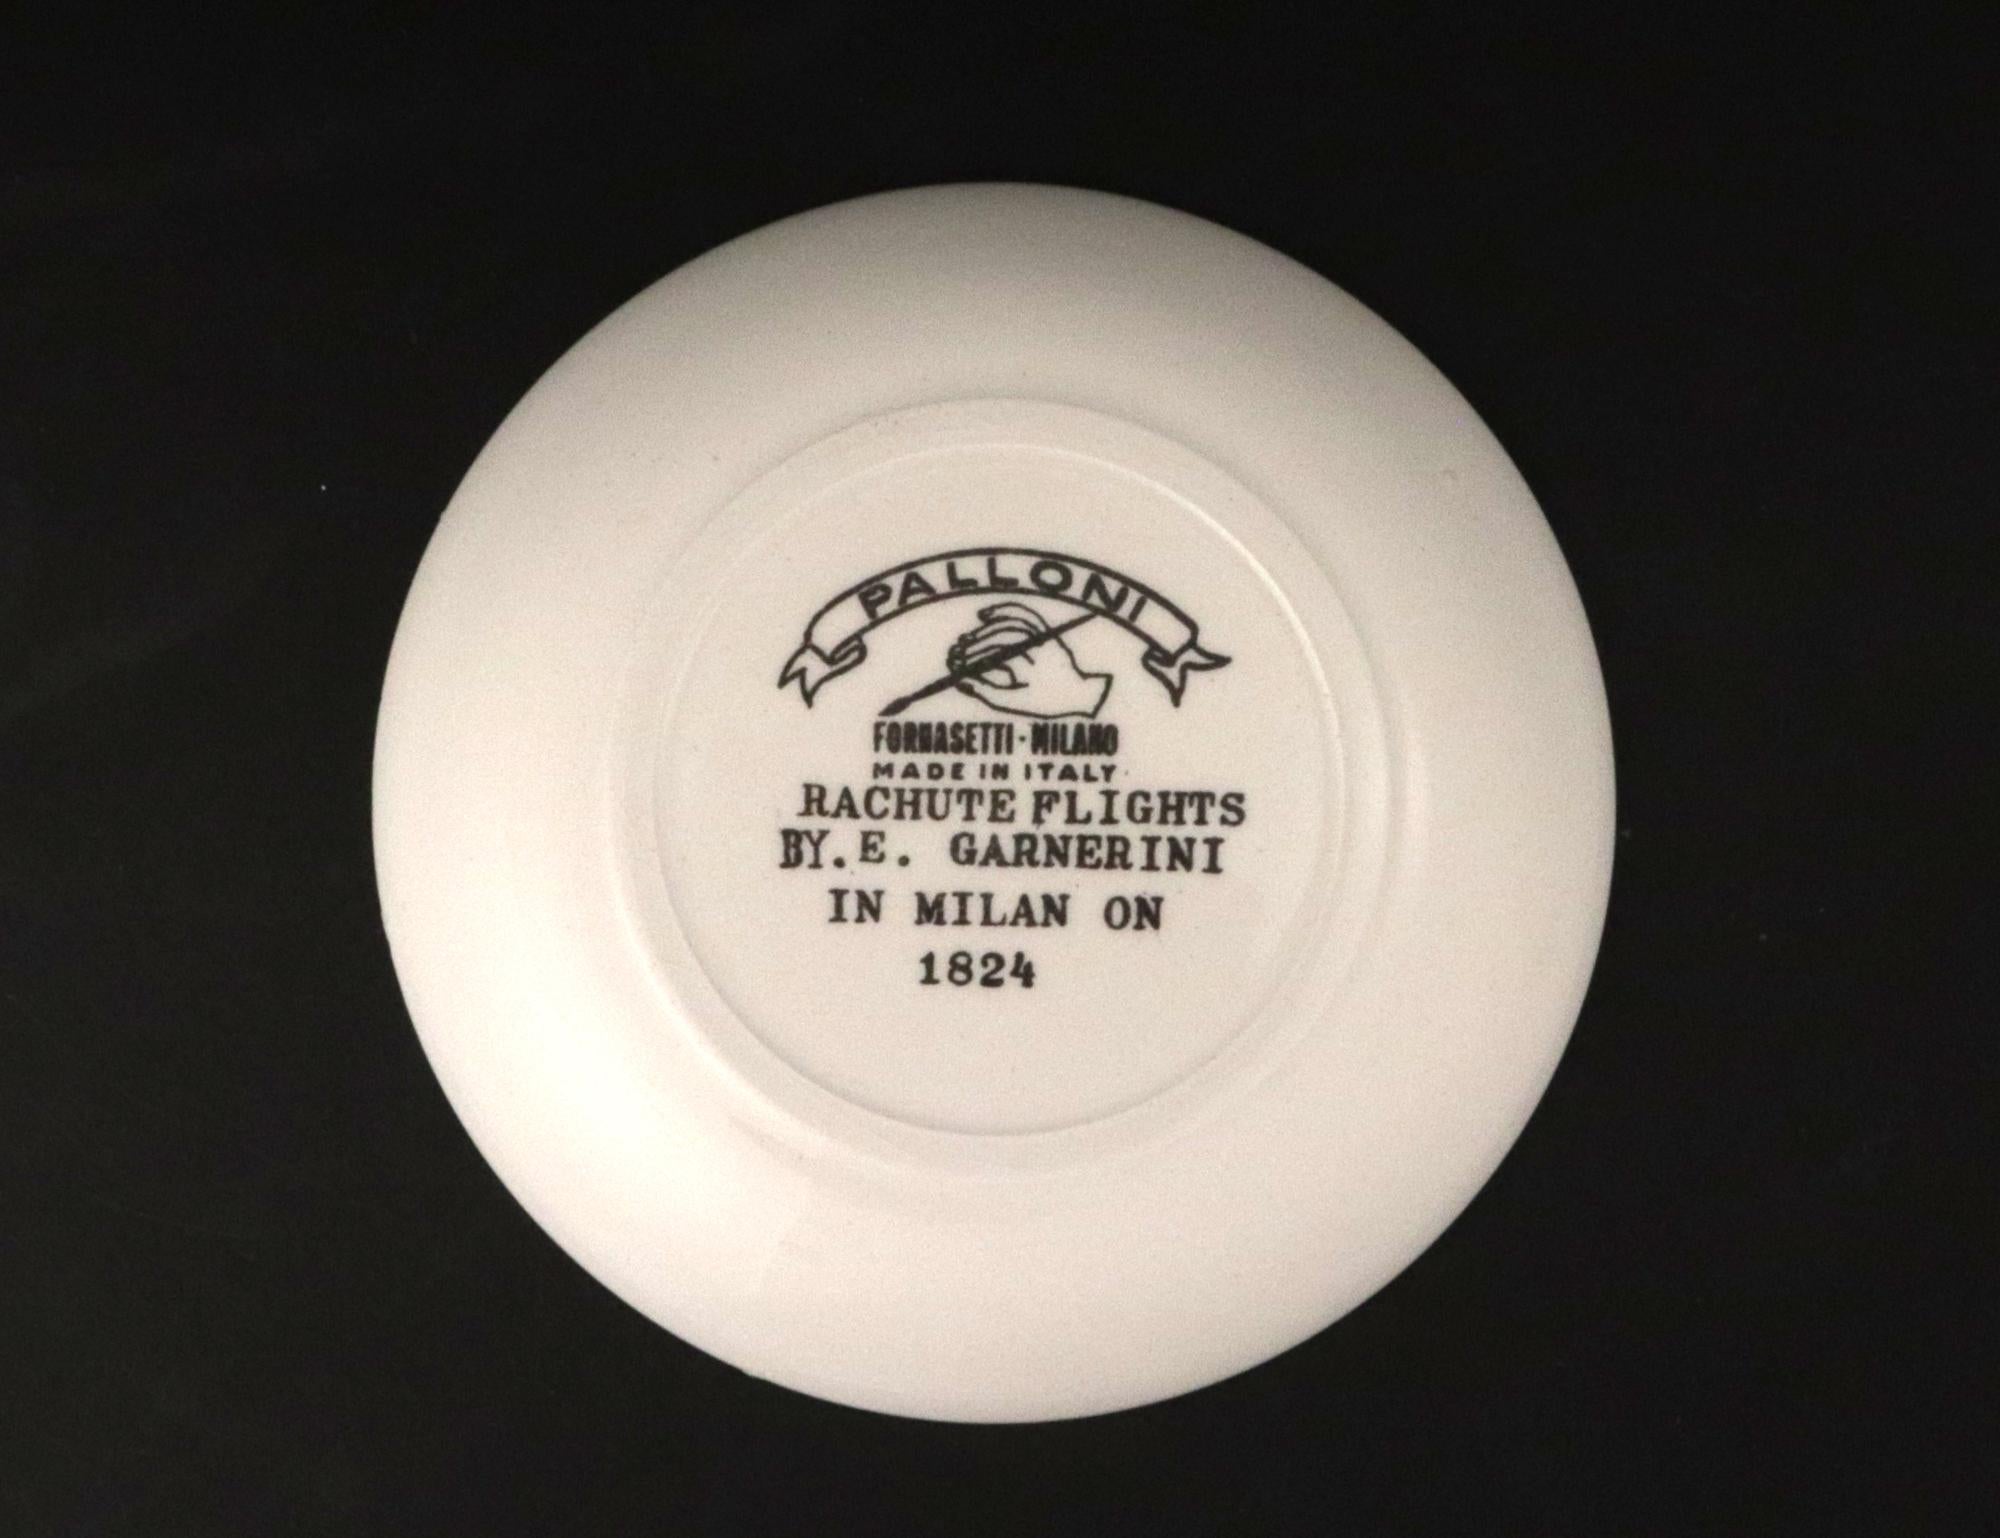 PALLONI
FORNASETTI · MILANO
MADE IN ITALY
RACHUTE FLIGHTS
BY. E. GARNERINI
IN MILAN ON
1824